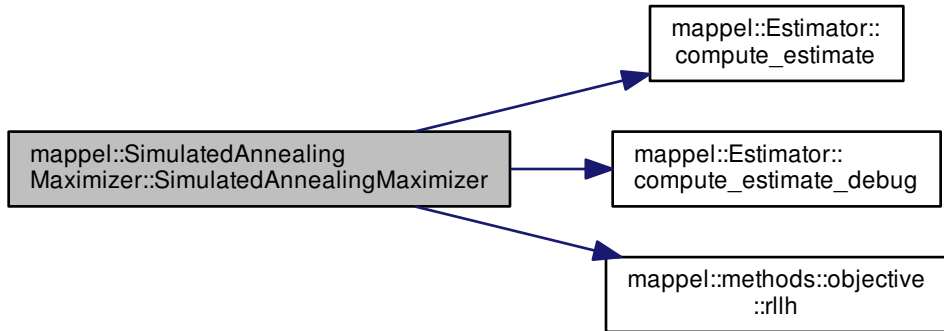 mappel::Estimator::
compute_estimate
mappel::SimulatedAnnealing
Maximizer::SimulatedAnnealingMaximizer
mappel::Estimator::
compute_estimate_debug
mappel::methods::objective
::rllh